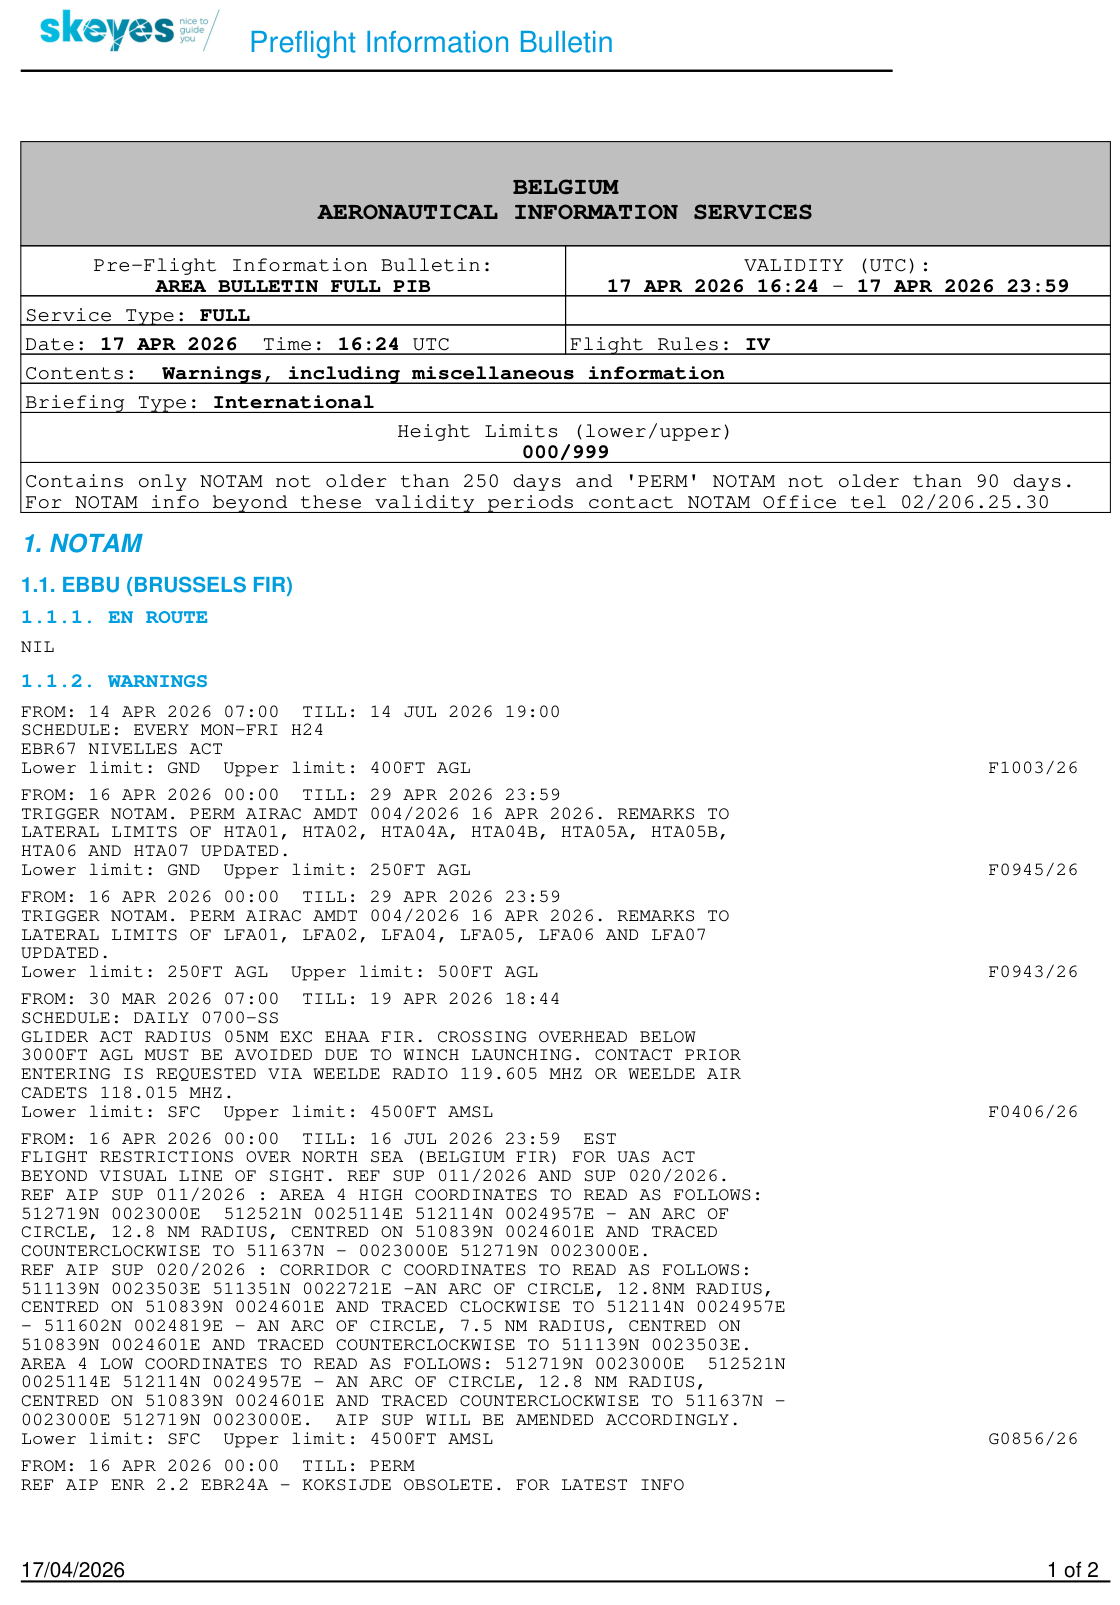 skeyes nice to guide you
Preflight Information Bulletin
BELGIUM
AERONAUTICAL INFORMATION SERVICES
Pre-Flight Information Bulletin:
AREA BULLETIN FULL PIB
VALIDITY (UTC):
17 APR 2026 16:24 - 17 APR 2026 23:59
Service Type: FULL
Date: 17 APR 2026  Time: 16:24 UTC
Flight Rules: IV
Contents:  Warnings, including miscellaneous information
Briefing Type: International
Height Limits (lower/upper)
000/999
Contains only NOTAM not older than 250 days and 'PERM' NOTAM not older than 90 days.
For NOTAM info beyond these validity periods contact NOTAM Office tel 02/206.25.30
1. NOTAM
1.1. EBBU (BRUSSELS FIR)
1.1.1. EN ROUTE
NIL
1.1.2. WARNINGS
FROM: 14 APR 2026 07:00  TILL: 14 JUL 2026 19:00
SCHEDULE: EVERY MON-FRI H24
EBR67 NIVELLES ACT
Lower limit: GND  Upper limit: 400FT AGL F1003/26
FROM: 16 APR 2026 00:00  TILL: 29 APR 2026 23:59
TRIGGER NOTAM. PERM AIRAC AMDT 004/2026 16 APR 2026. REMARKS TO
LATERAL LIMITS OF HTA01, HTA02, HTA04A, HTA04B, HTA05A, HTA05B,
HTA06 AND HTA07 UPDATED.
Lower limit: GND  Upper limit: 250FT AGL F0945/26
FROM: 16 APR 2026 00:00  TILL: 29 APR 2026 23:59
TRIGGER NOTAM. PERM AIRAC AMDT 004/2026 16 APR 2026. REMARKS TO
LATERAL LIMITS OF LFA01, LFA02, LFA04, LFA05, LFA06 AND LFA07
UPDATED.
Lower limit: 250FT AGL  Upper limit: 500FT AGL F0943/26
FROM: 30 MAR 2026 07:00  TILL: 19 APR 2026 18:44
SCHEDULE: DAILY 0700-SS
GLIDER ACT RADIUS 05NM EXC EHAA FIR. CROSSING OVERHEAD BELOW
3000FT AGL MUST BE AVOIDED DUE TO WINCH LAUNCHING. CONTACT PRIOR
ENTERING IS REQUESTED VIA WEELDE RADIO 119.605 MHZ OR WEELDE AIR
CADETS 118.015 MHZ.
Lower limit: SFC  Upper limit: 4500FT AMSL F0406/26
FROM: 16 APR 2026 00:00  TILL: 16 JUL 2026 23:59  EST
FLIGHT RESTRICTIONS OVER NORTH SEA (BELGIUM FIR) FOR UAS ACT
BEYOND VISUAL LINE OF SIGHT. REF SUP 011/2026 AND SUP 020/2026.
REF AIP SUP 011/2026 : AREA 4 HIGH COORDINATES TO READ AS FOLLOWS:
512719N 0023000E  512521N 0025114E 512114N 0024957E - AN ARC OF
CIRCLE, 12.8 NM RADIUS, CENTRED ON 510839N 0024601E AND TRACED
COUNTERCLOCKWISE TO 511637N - 0023000E 512719N 0023000E.
REF AIP SUP 020/2026 : CORRIDOR C COORDINATES TO READ AS FOLLOWS:
511139N 0023503E 511351N 0022721E -AN ARC OF CIRCLE, 12.8NM RADIUS,
CENTRED ON 510839N 0024601E AND TRACED CLOCKWISE TO 512114N 0024957E
- 511602N 0024819E - AN ARC OF CIRCLE, 7.5 NM RADIUS, CENTRED ON
510839N 0024601E AND TRACED COUNTERCLOCKWISE TO 511139N 0023503E.
AREA 4 LOW COORDINATES TO READ AS FOLLOWS: 512719N 0023000E  512521N
0025114E 512114N 0024957E - AN ARC OF CIRCLE, 12.8 NM RADIUS,
CENTRED ON 510839N 0024601E AND TRACED COUNTERCLOCKWISE TO 511637N -
0023000E 512719N 0023000E.  AIP SUP WILL BE AMENDED ACCORDINGLY.
Lower limit: SFC  Upper limit: 4500FT AMSL G0856/26
FROM: 16 APR 2026 00:00  TILL: PERM
REF AIP ENR 2.2 EBR24A - KOKSIJDE OBSOLETE. FOR LATEST INFO
17/04/2026 1 of 2